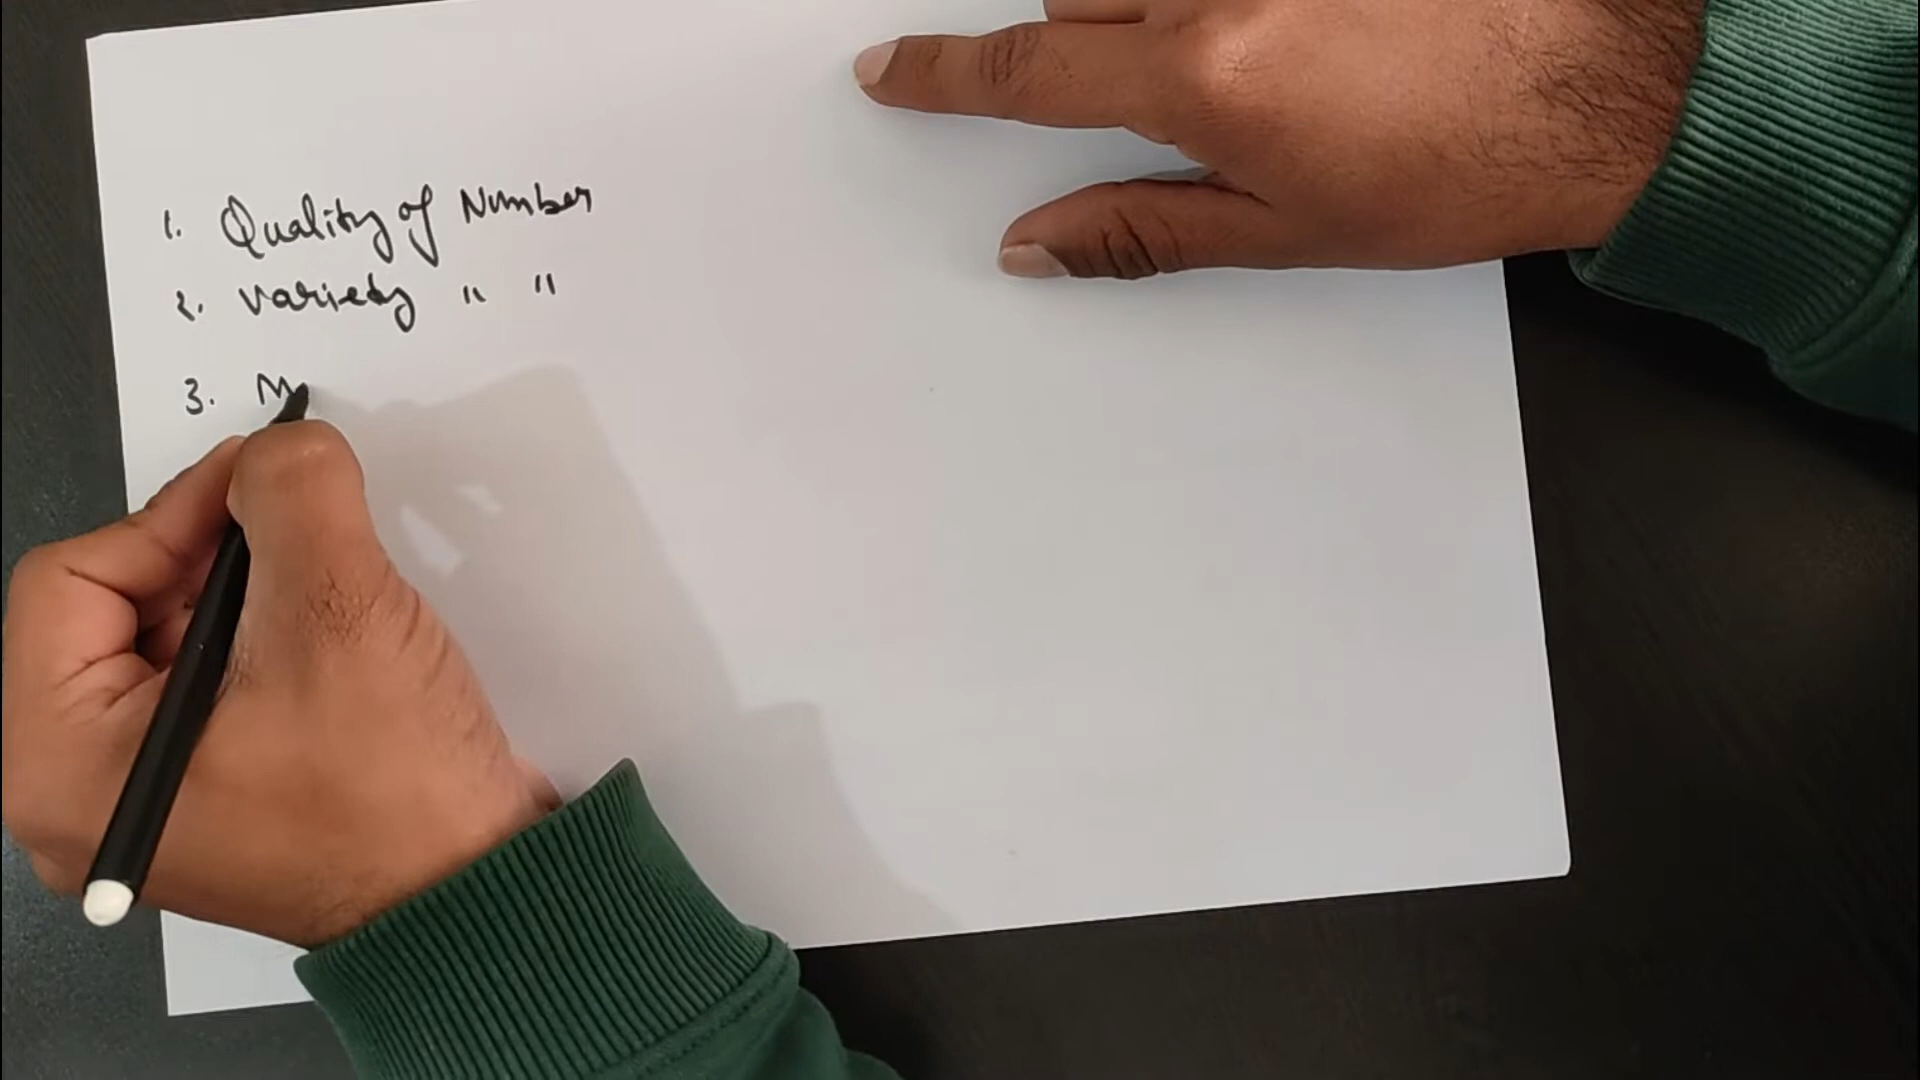 1. Quality of Number
2. Variety " "
3. M